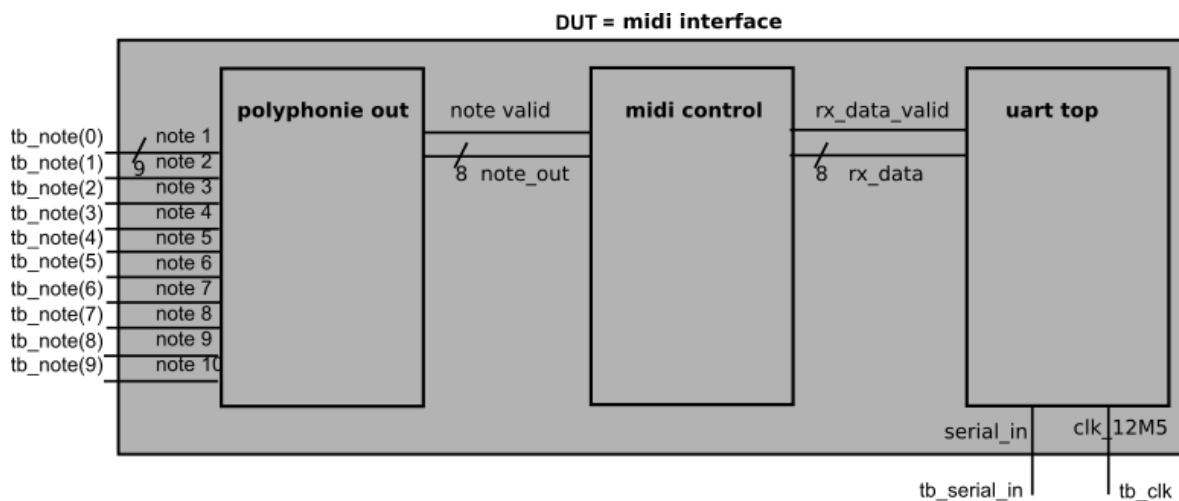 DUT = midi interface
polyphonie out
note valid
midi control
rx_data_valid
uart top
tb_note(0)
note 1
9
tb_note(1)
note 2
8
note_out
8
rx_data
tb_note(2)
note 3
tb_note(3)
note 4
tb_note(4)
note 5
tb_note(5)
note 6
tb_note(6)
note 7
tb_note(7)
note 8
tb_note(8)
note 9
tb_note(9)
note 10
serial_in
clk_12M5
tb_serial_in
tb_clk